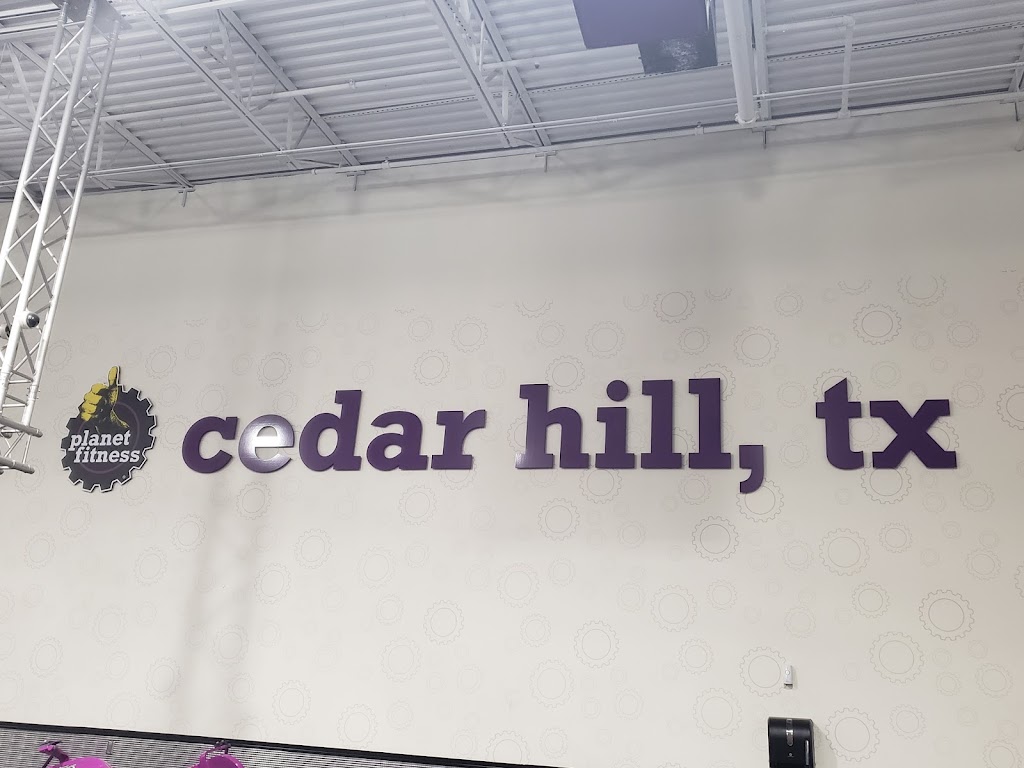 planet
fitness
cedar hill, tx